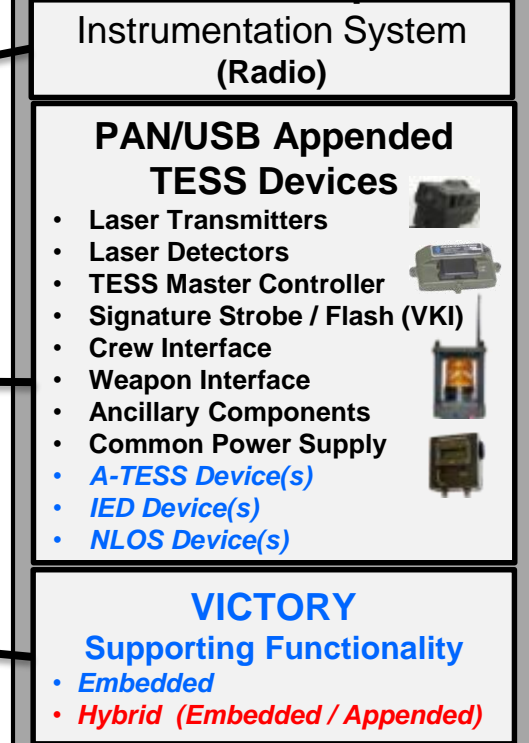 Instrumentation System
(Radio)
PAN/USB Appended
TESS Devices
• Laser Transmitters
• Laser Detectors
• TESS Master Controller
• Signature Strobe / Flash (VKI)
• Crew Interface
• Weapon Interface
• Ancillary Components
• Common Power Supply
• A-TESS Device(s)
• IED Device(s)
• NLOS Device(s)
VICTORY
Supporting Functionality
• Embedded
• Hybrid (Embedded / Appended)